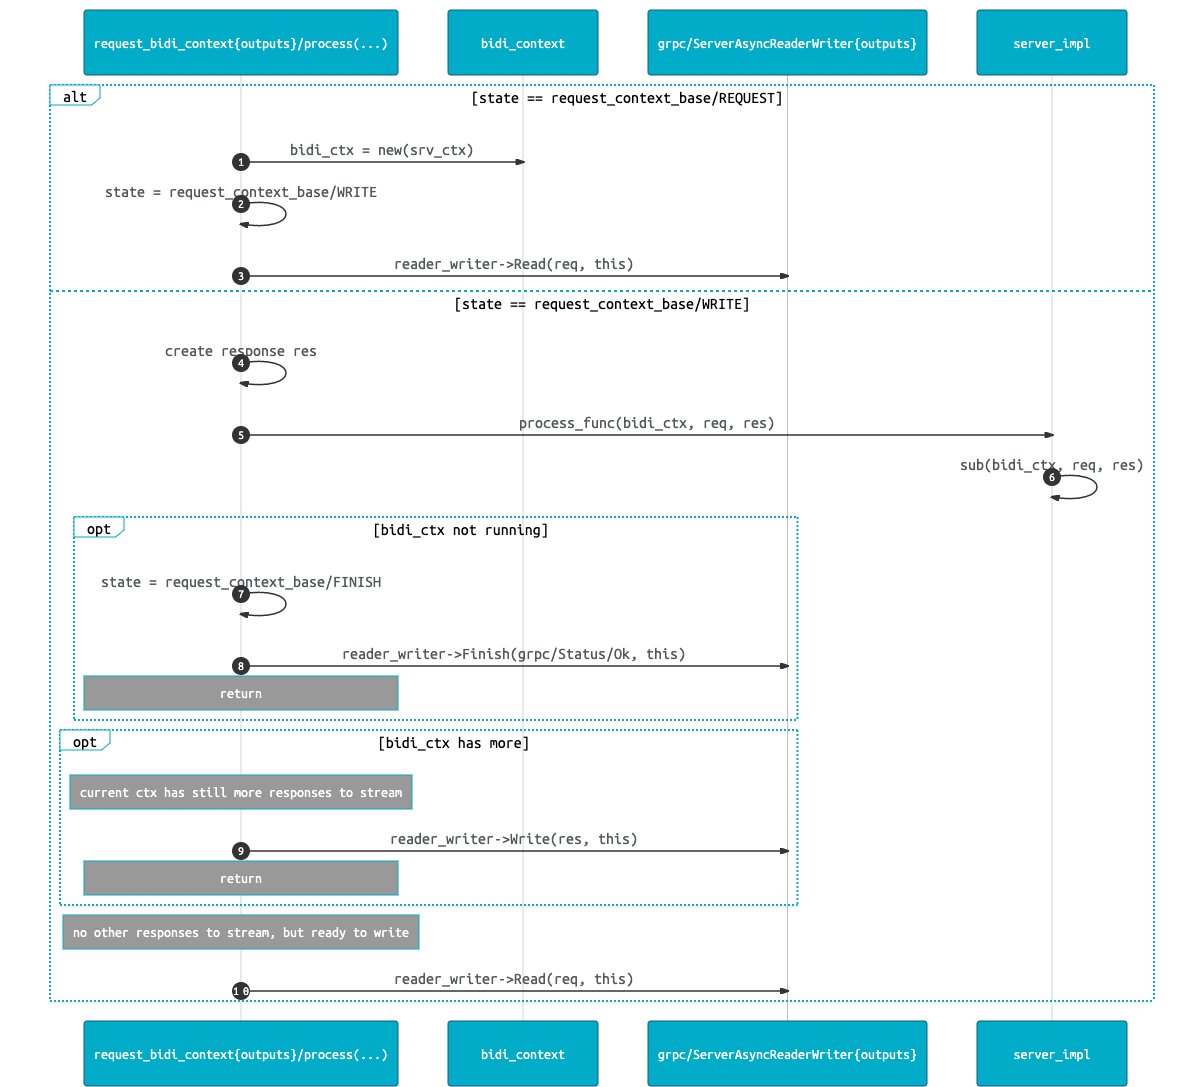 request_bidi_context{outputs}/process(...)
bidi_context
grpc/ServerAsyncReaderWriter{outputs}
server_impl
alt
[state == request_context_base/REQUEST]
bidi_ctx = new(srv_ctx)
1
state = request_context_base/WRITE
2
reader_writer->Read(req, this)
3
[state == request_context_base/WRITE]
create response res
4
process_func(bidi_ctx, req, res)
5
sub(bidi_ctx, req, res)
6
opt
[bidi_ctx not running]
state = request_context_base/FINISH
7
reader_writer->Finish(grpc/Status/Ok, this)
8
return
opt
[bidi_ctx has more]
current ctx has still more responses to stream
reader_writer->Write(res, this)
9
return
no other responses to stream, but ready to write
reader_writer->Read(req, this)
10
request_bidi_context{outputs}/process(...)
bidi_context
grpc/ServerAsyncReaderWriter{outputs}
server_impl